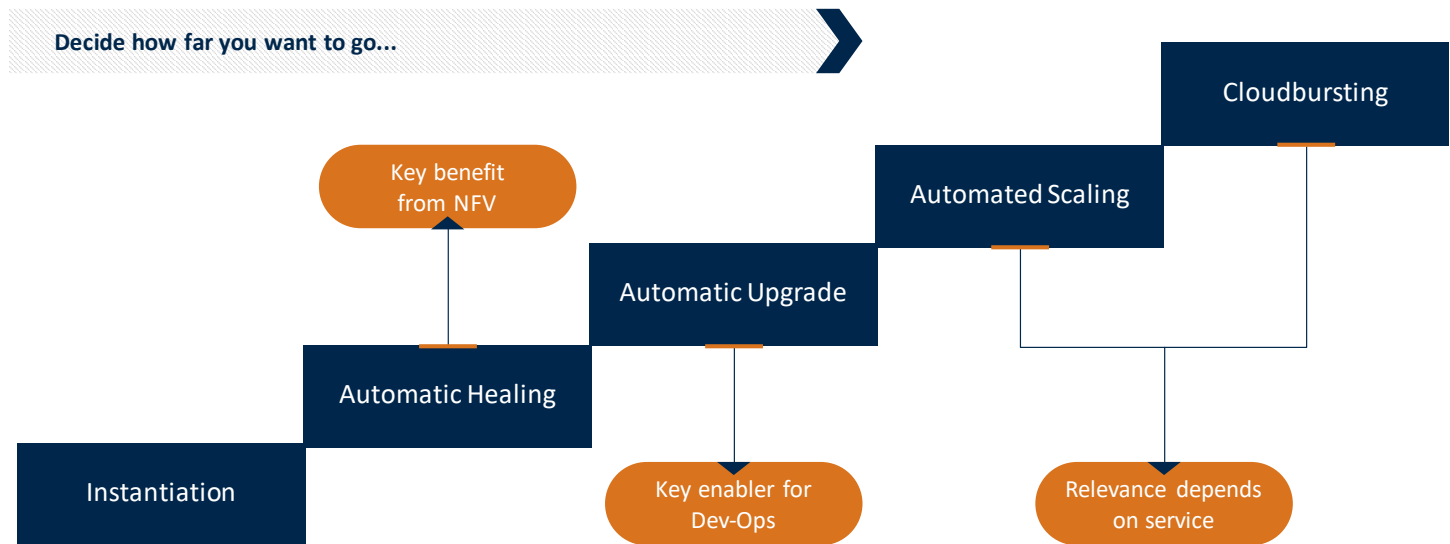 Decide how far you want to go...
Cloudbursting
Key benefit
from NFV
Automated Scaling
Automatic Upgrade
Automatic Healing
Instantiation
Key enabler for
Dev-Ops
Relevance depends
on service